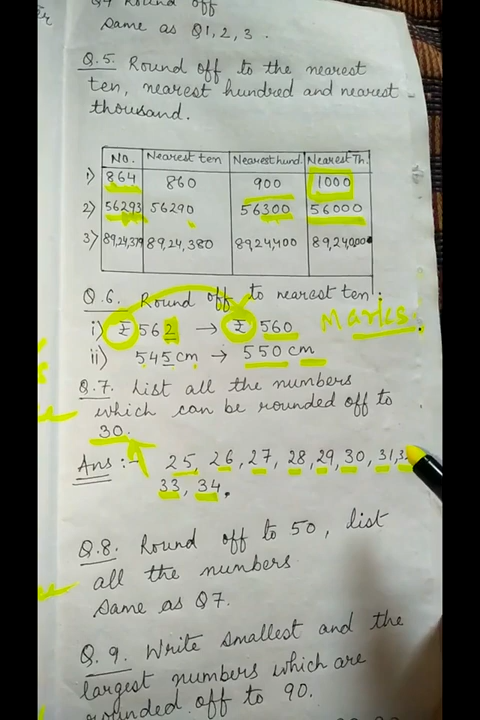 Same as Q1, 2, 3.
Q.5. Round off to the nearest
ten, nearest hundred and nearest
thousand.
No. Nearest ten Nearest hund. Nearest Th.
1) 864 860 900 1000
2) 56293 56290 56300 56000
3) 89,24,379 89,24,380 8924,400 89,24,000
Q.6. Round off to nearest ten:
i) ₹ 562 → ₹ 560
Marks
ii) 545 cm → 550 cm
Q.7. List all the numbers
which can be rounded off to
30.
Ans :- 25, 26, 27, 28, 29, 30, 31,
33, 34.
Q.8. Round off to 50, list
all the numbers.
Same as Q7.
Q.9. Write smallest and the
largest numbers which are
rounded off to 90.